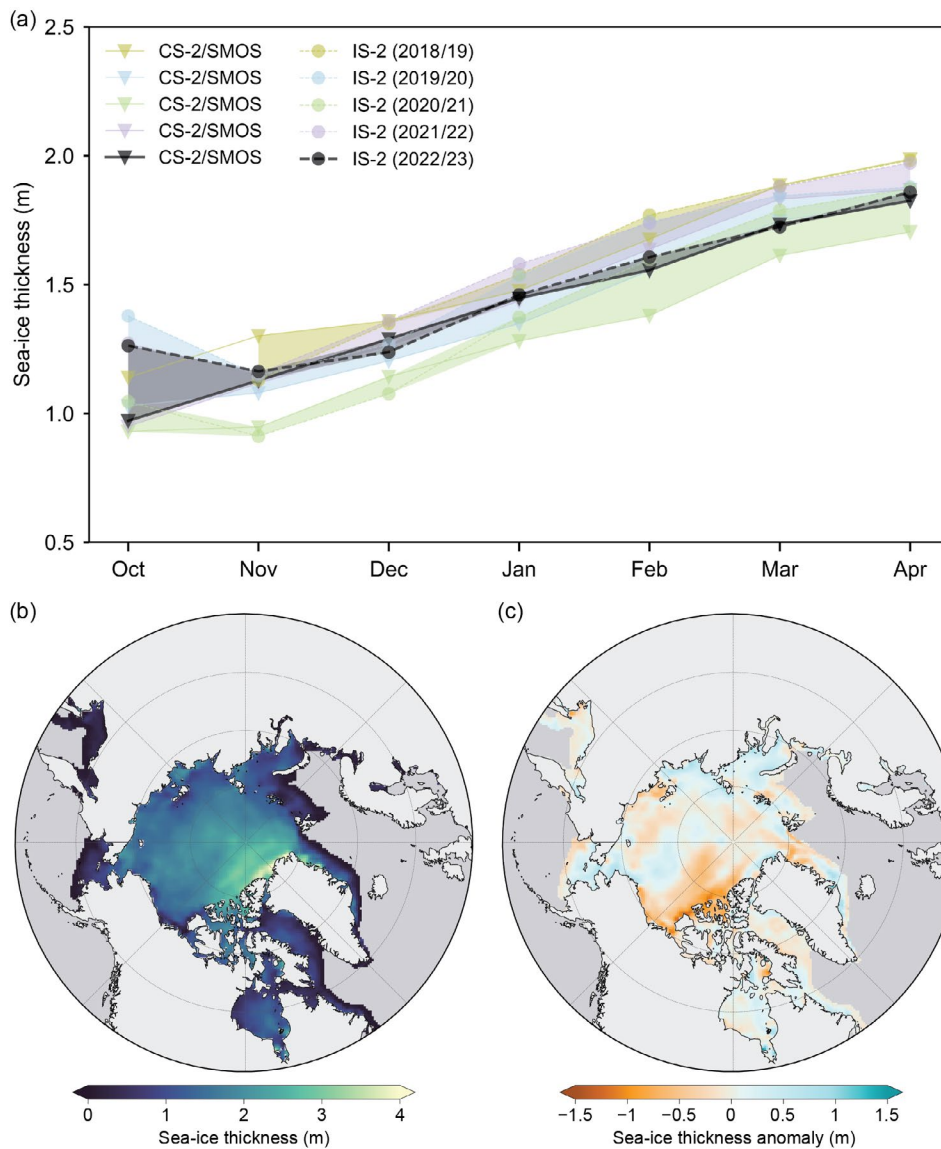 (a)
2.5
2.0
1.5
1.0
0.5
Sea-ice thickness (m)
CS-2/SMOS IS-2 (2018/19)
CS-2/SMOS IS-2 (2019/20)
CS-2/SMOS IS-2 (2020/21)
CS-2/SMOS IS-2 (2021/22)
CS-2/SMOS IS-2 (2022/23)
Oct Nov Dec Jan Feb Mar Apr
(b)
0 1 2 3 4
Sea-ice thickness (m)
(c)
−1.5 −1 −0.5 0 0.5 1 1.5
Sea-ice thickness anomaly (m)